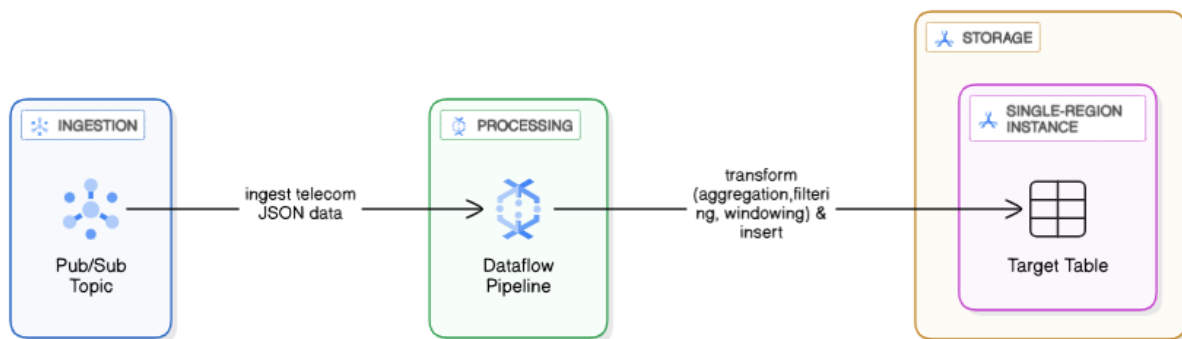 INGESTION
Pub/Sub
Topic
ingest telecom
JSON data
PROCESSING
Dataflow
Pipeline
transform
(aggregation,filteri
ng, windowing) &
insert
STORAGE
SINGLE-REGION
INSTANCE
Target Table